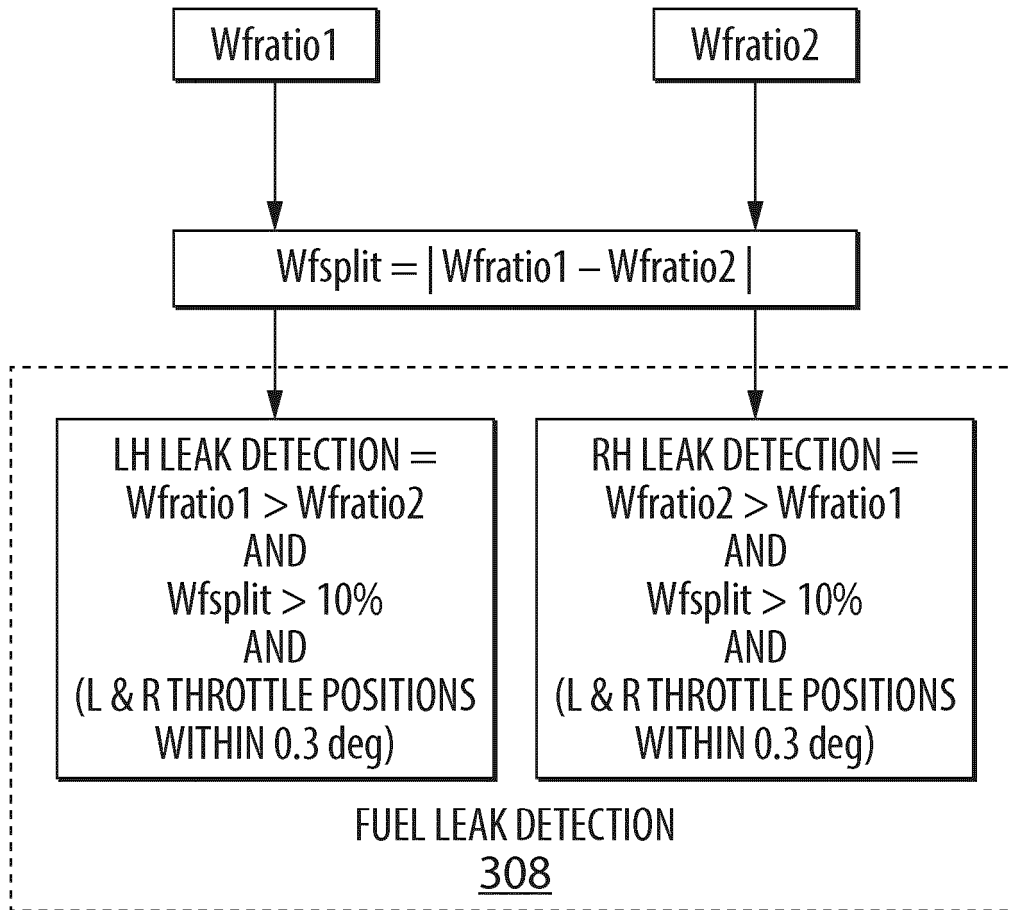 Wfratio1
Wfratio2
Wfsplit = | Wfratio1 – Wfratio2 |
LH LEAK DETECTION =
Wfratio1 > Wfratio2
AND
Wfsplit > 10%
AND
(L & R THROTTLE POSITIONS
WITHIN 0.3 deg)
RH LEAK DETECTION =
Wfratio2 > Wfratio1
AND
Wfsplit > 10%
AND
(L & R THROTTLE POSITIONS
WITHIN 0.3 deg)
FUEL LEAK DETECTION
308